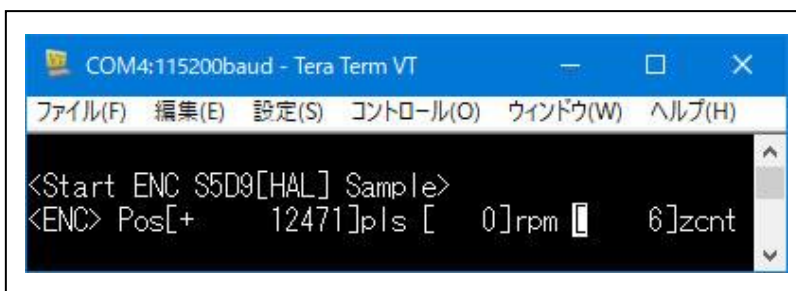 COM4:115200baud - Tera Term VT
ファイル(F) 編集(E) 設定(S) コントロール(O) ウィンドウ(W) ヘルプ(H)
<Start ENC S5D9[HAL] Sample>
<ENC> Pos[+ 12471]pls [ 0]rpm [ 6]zcnt